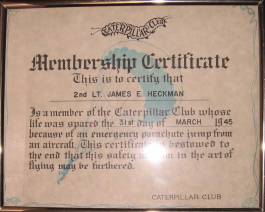 CATERPILLAR CLUB
Membership Certificate
This is to certify that
2nd LT. JAMES E. HECKMAN
Is a member of the Caterpillar Club whose
life was spared the 31st day of MARCH 1945
because of an emergency parachute jump from
an aircraft. This certificate is bestowed to
the end that this safety in the art of
flying may be furthered.
CATERPILLAR CLUB